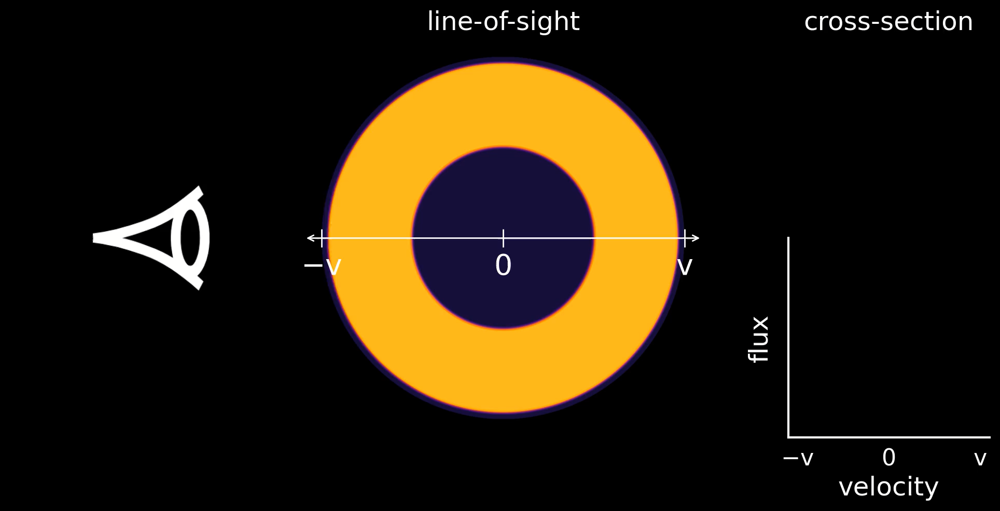 line-of-sight
cross-section
−v
0
v
flux
−v
0
v
velocity